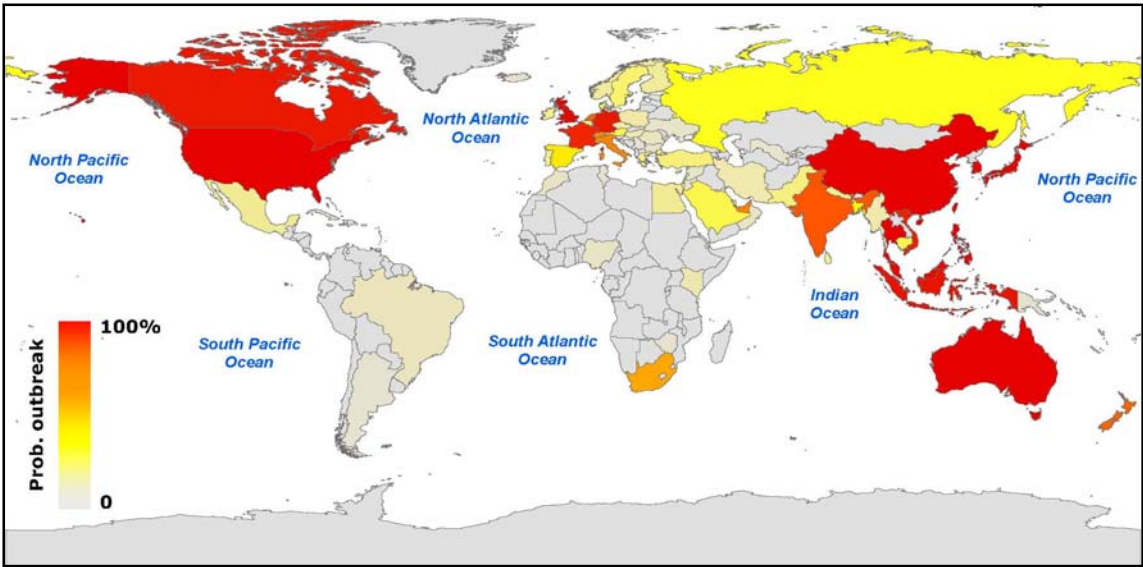 North Atlantic
Ocean
North Pacific
Ocean
North Pacific
Ocean
Indian
Ocean
South Pacific
Ocean
South Atlantic
Ocean
Prob. outbreak
100%
0